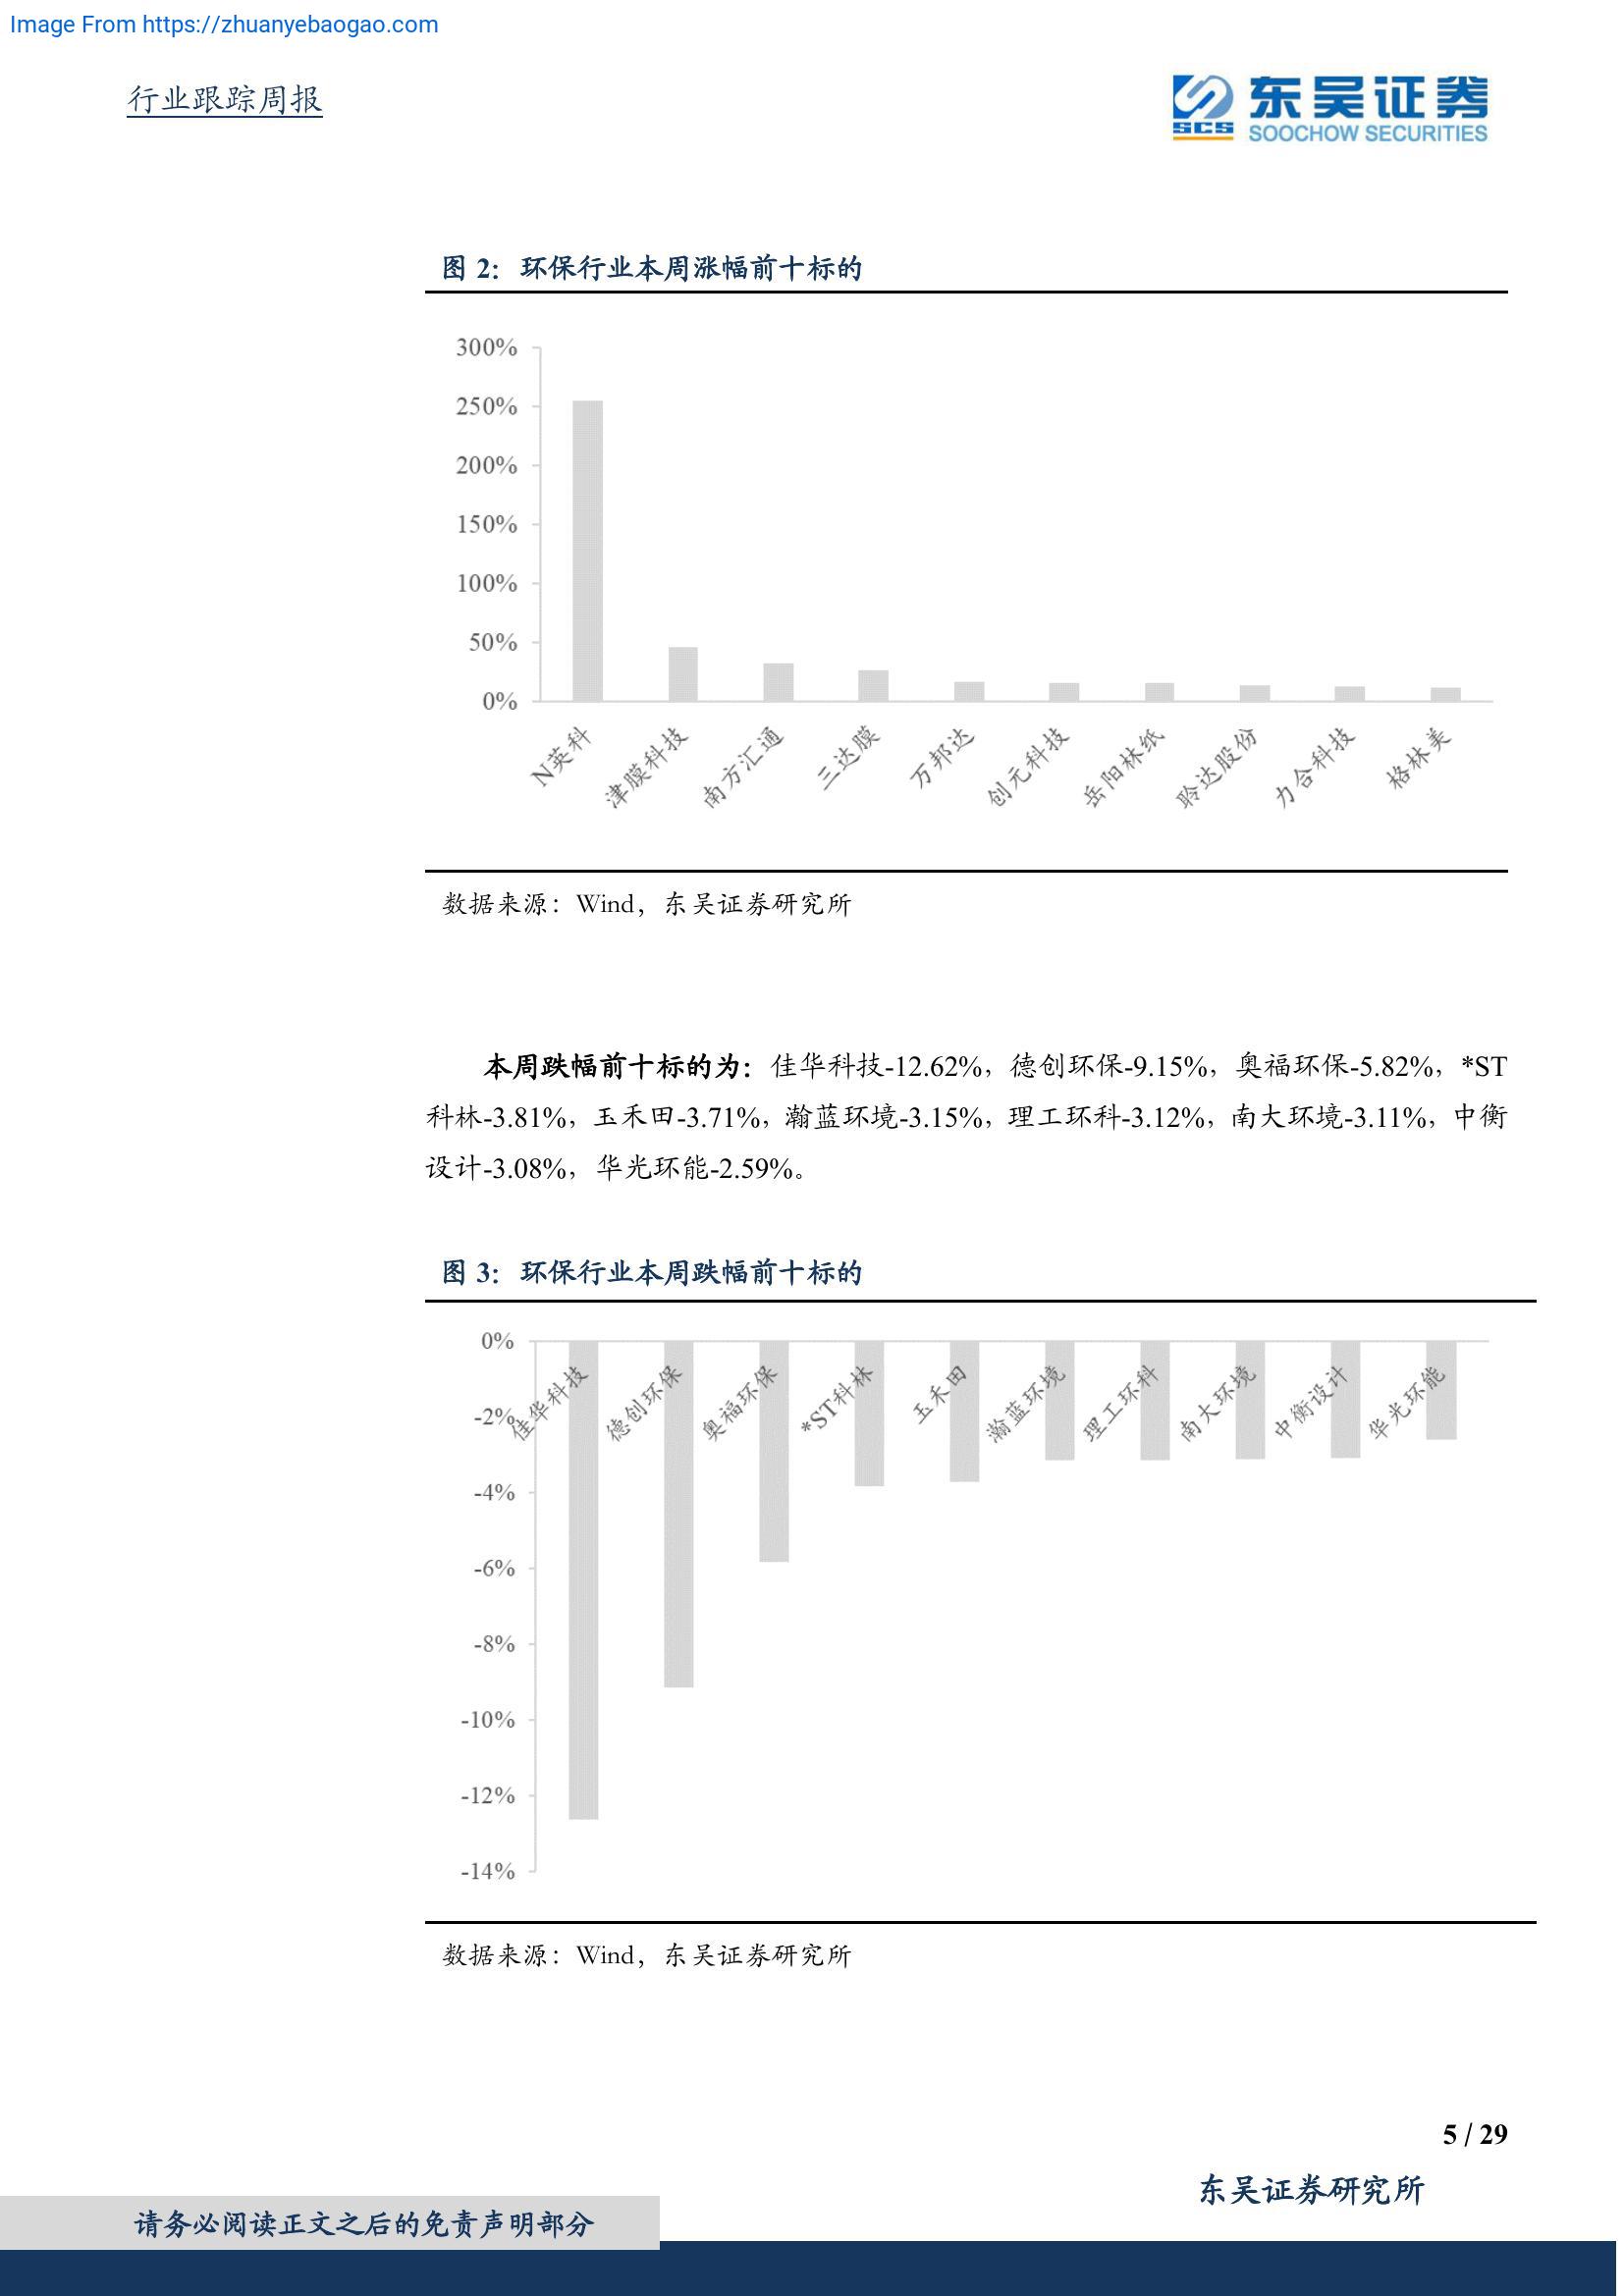 Image From https://zhuanyebaogao.com
行业跟踪周报
东吴证券
SCS
SOOCHOW SECURITIES
图 2：环保行业本周涨幅前十标的
300%
250%
200%
150%
100%
50%
0%
N英科
津膜科技
南方汇通
三达膜
万邦达
创元科技
岳阳林纸
聆达股份
力合科技
格林美
数据来源：Wind，东吴证券研究所
本周跌幅前十标的为：佳华科技-12.62%，德创环保-9.15%，奥福环保-5.82%，*ST
科林-3.81%，玉禾田-3.71%，瀚蓝环境-3.15%，理工环科-3.12%，南大环境-3.11%，中衡
设计-3.08%，华光环能-2.59%。
图 3：环保行业本周跌幅前十标的
0%
-2%
-4%
-6%
-8%
-10%
-12%
-14%
佳华科技
德创环保
奥福环保
*ST科林
玉禾田
瀚蓝环境
理工环科
南大环境
中衡设计
华光环能
数据来源：Wind，东吴证券研究所
5 / 29
东吴证券研究所
请务必阅读正文之后的免责声明部分